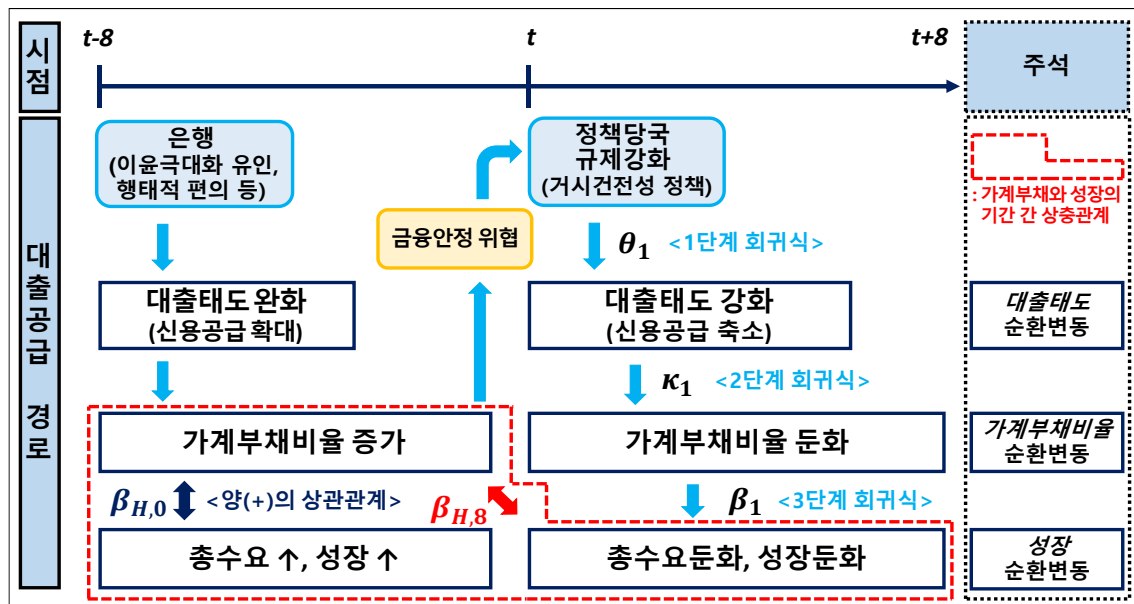 시점
t-8
t
t+8
주석
대출공급 경로
은행
(이윤극대화 유인,
행태적 편의 등)
정책당국
규제강화
(거시건전성 정책)
: 가계부채와 성장의
기간 간 상충관계
금융안정 위협
θ₁ <1단계 회귀식>
대출태도 완화
(신용공급 확대)
대출태도 강화
(신용공급 축소)
대출태도
순환변동
κ₁ <2단계 회귀식>
가계부채비율 증가
가계부채비율 둔화
가계부채비율
순환변동
β_{H,0} <양(+)의 상관관계>
β_{H,8}
β₁ <3단계 회귀식>
총수요 ↑, 성장 ↑
총수요둔화, 성장둔화
성장
순환변동